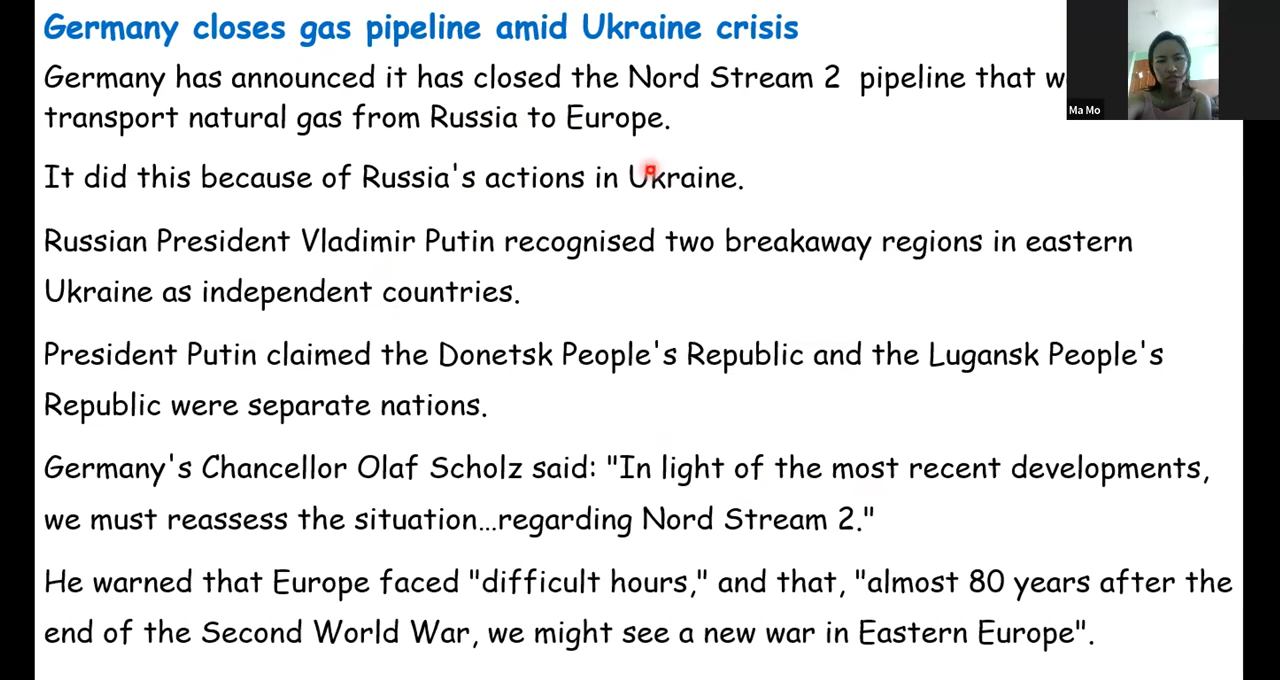 Germany closes gas pipeline amid Ukraine crisis
Germany has announced it has closed the Nord Stream 2 pipeline that
transport natural gas from Russia to Europe.
It did this because of Russia's actions in Ukraine.
Russian President Vladimir Putin recognised two breakaway regions in eastern
Ukraine as independent countries.
President Putin claimed the Donetsk People's Republic and the Lugansk People's
Republic were separate nations.
Germany's Chancellor Olaf Scholz said: "In light of the most recent developments,
we must reassess the situation…regarding Nord Stream 2."
He warned that Europe faced "difficult hours," and that, "almost 80 years after the
end of the Second World War, we might see a new war in Eastern Europe".
Ma Mo